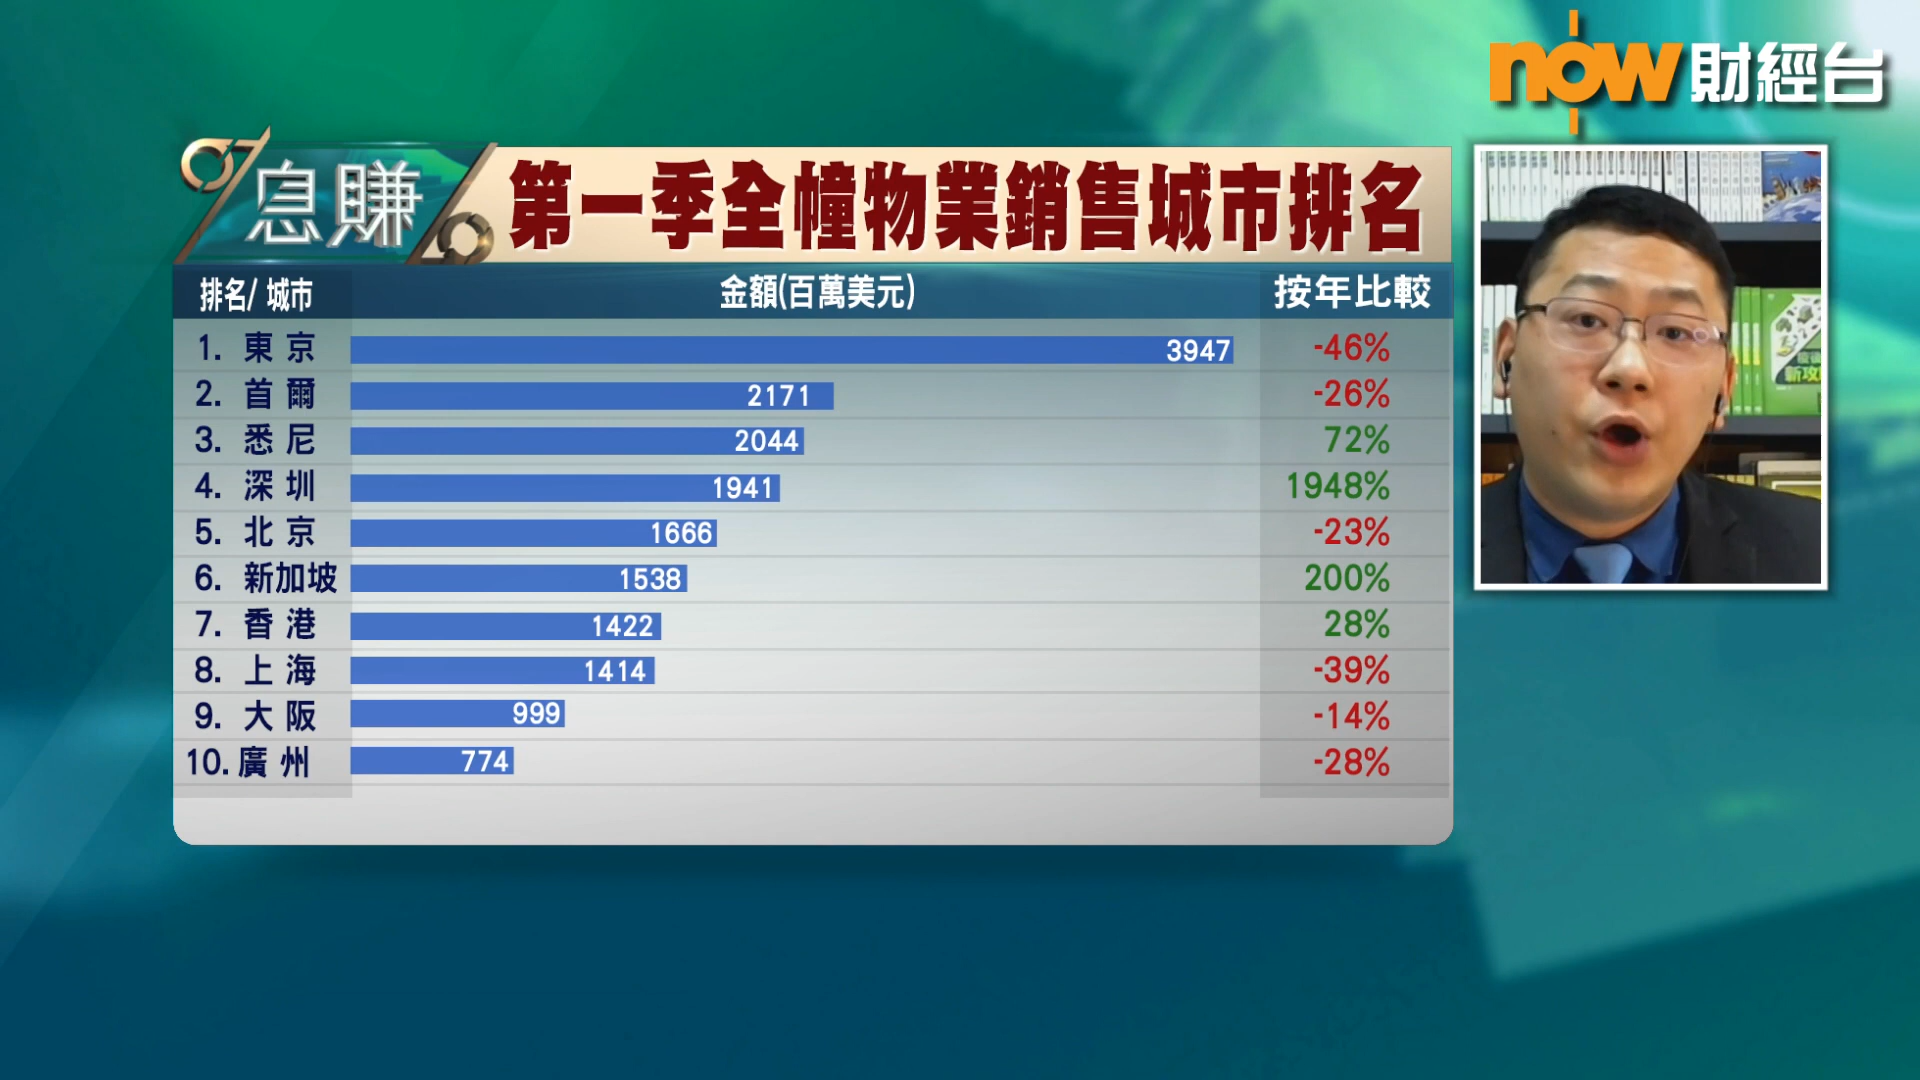 now 財經台
息賺
第一季全幢物業銷售城市排名
排名/ 城市 金額(百萬美元) 按年比較
1. 東京 3947 -46%
2. 首爾 2171 -26%
3. 悉尼 2044 72%
4. 深圳 1941 1948%
5. 北京 1666 -23%
6. 新加坡 1538 200%
7. 香港 1422 28%
8. 上海 1414 -39%
9. 大阪 999 -14%
10. 廣州 774 -28%